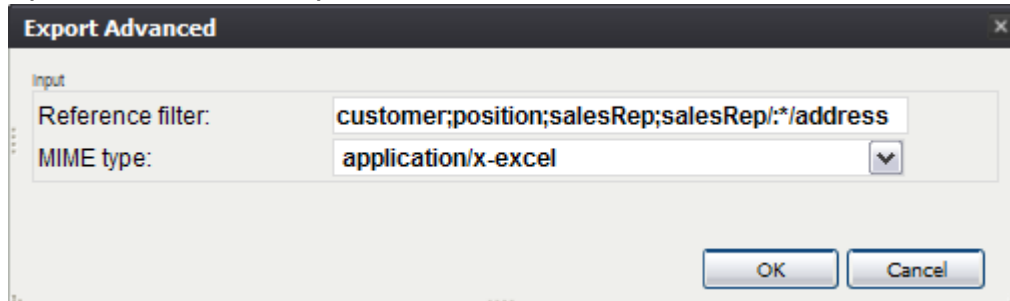 Export Advanced
Input
Reference filter: customer;position;salesRep;salesRep/:*/address
MIME type: application/x-excel
OK Cancel